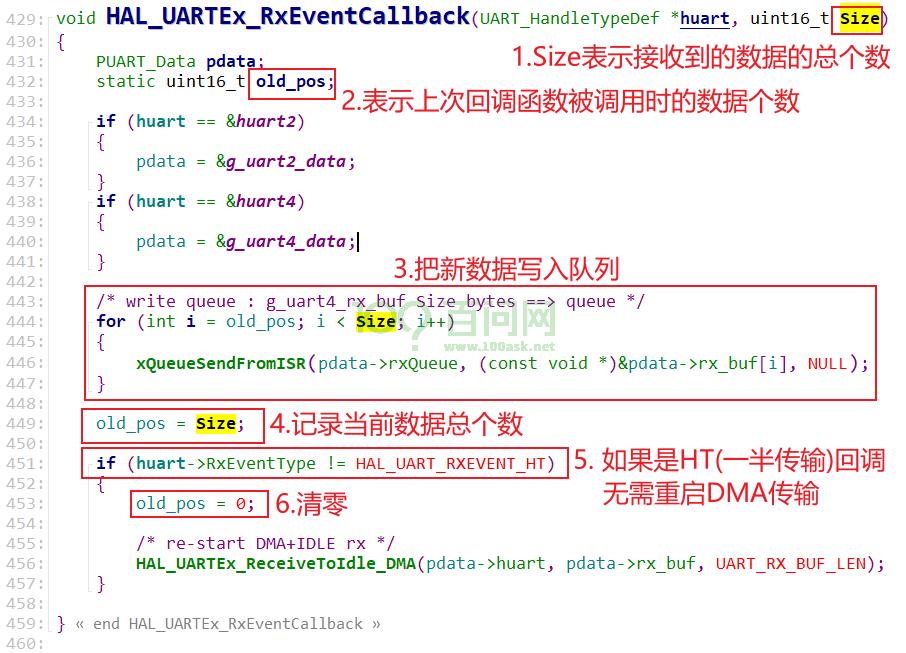 429: void HAL_UARTEx_RxEventCallback(UART_HandleTypeDef *huart, uint16_t Size)
430: {
1.Size表示接收到的数据的总个数
431: PUART_Data pdata;
432: static uint16_t old_pos;
2.表示上次回调函数被调用时的数据个数
433:
434: if (huart == &huart2)
435: {
436: pdata = &g_uart2_data;
437: }
438: if (huart == &huart4)
439: {
440: pdata = &g_uart4_data;
441: }
3.把新数据写入队列
442:
443: /* write queue : g_uart4_rx_buf Size bytes ==> queue */
444: for (int i = old_pos; i < Size; i++)
百问网
445: {
www.100ask.net
446: xQueueSendFromISR(pdata->rxQueue, (const void *)&pdata->rx_buf[i], NULL);
447: }
448:
449: old_pos = Size; 4.记录当前数据总个数
450:
451: if (huart->RxEventType != HAL_UART_RXEVENT_HT) 5. 如果是HT(一半传输)回调
452: {
无需重启DMA传输
453: old_pos = 0; 6.清零
454:
455: /* re-start DMA+IDLE rx */
456: HAL_UARTEx_ReceiveToIdle_DMA(pdata->huart, pdata->rx_buf, UART_RX_BUF_LEN);
457: }
458:
459: } « end HAL_UARTEx_RxEventCallback »
460: